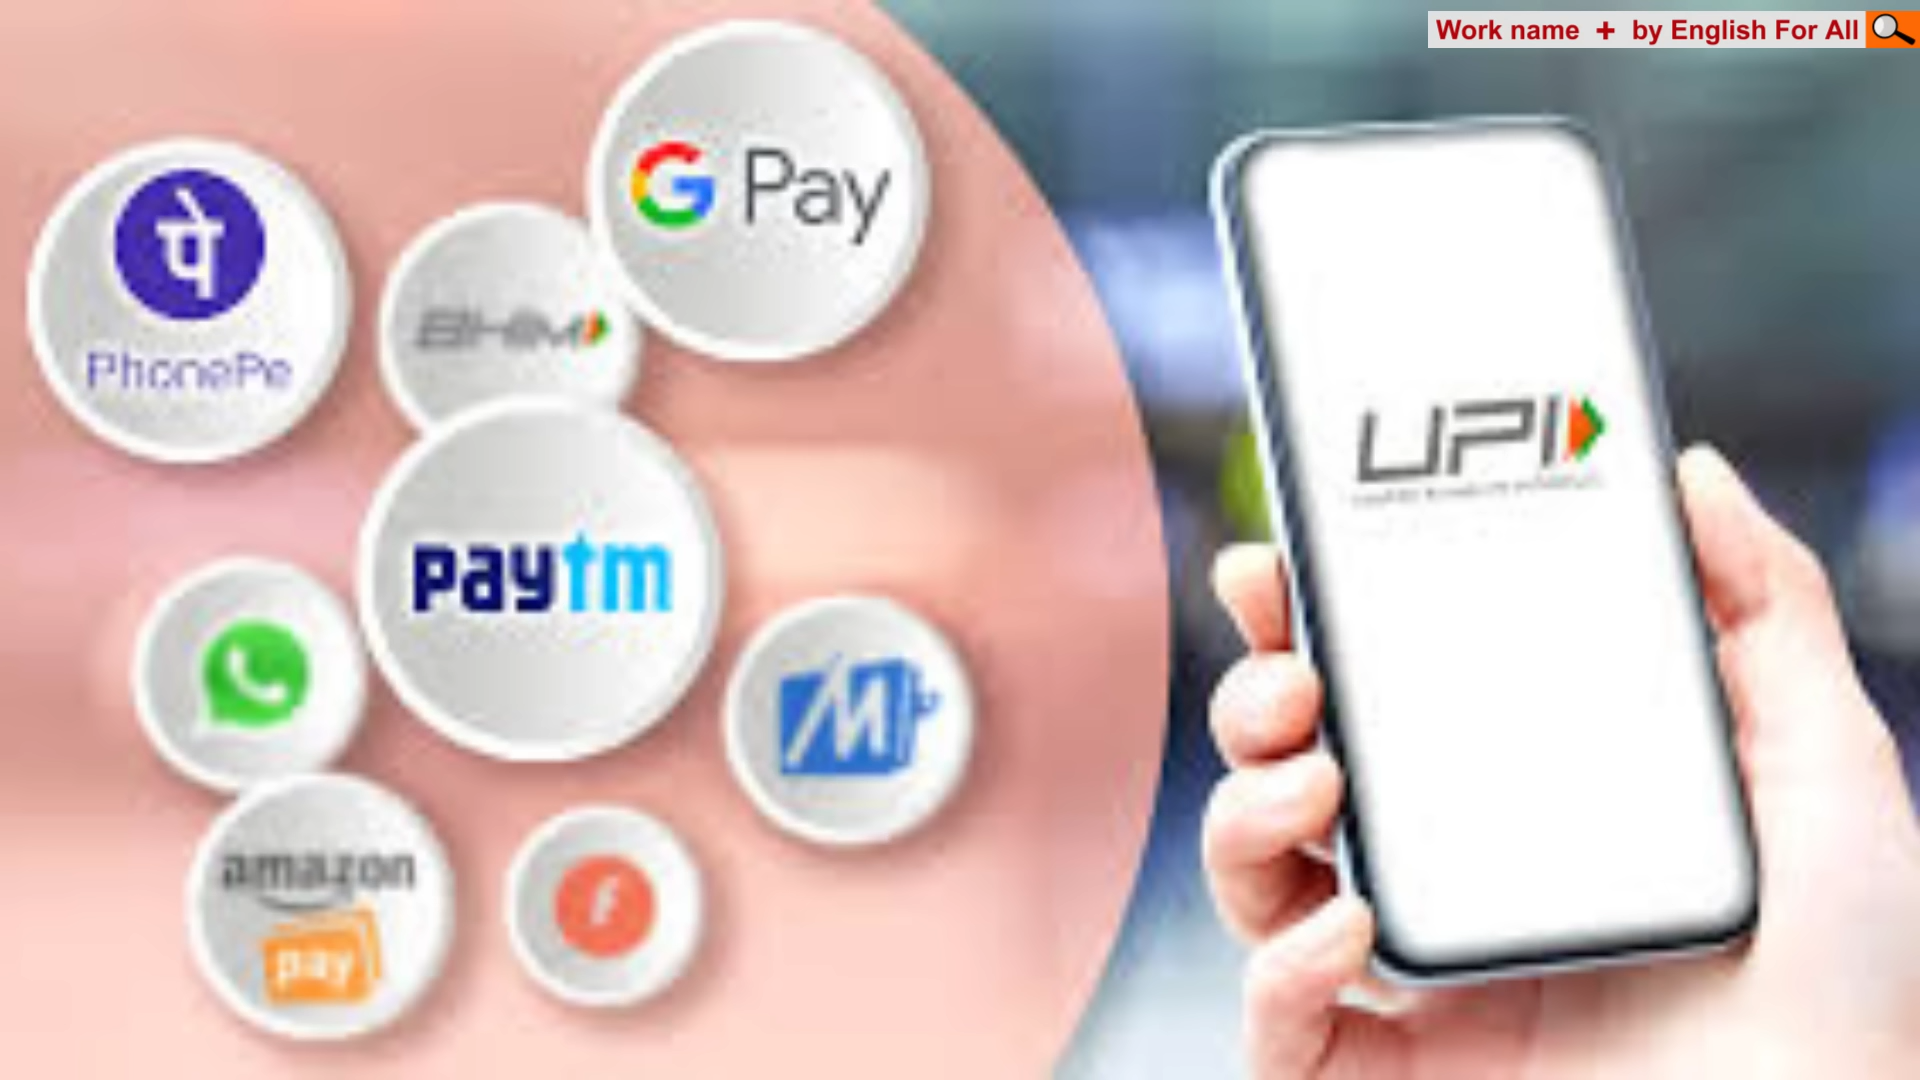 Work name + by English For All
G Pay
पे
PhonePe
BHIM
UPI
paytm
amazon
pay
f